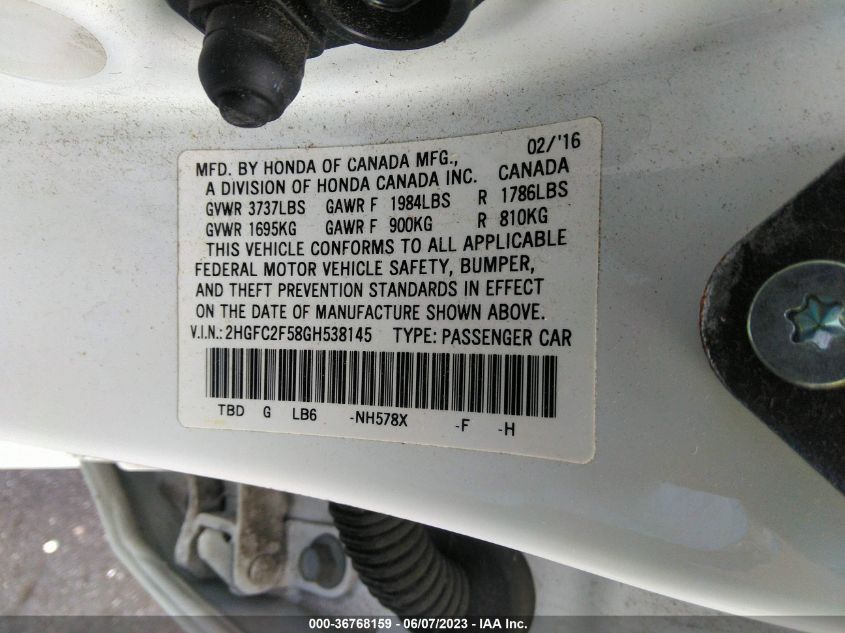 02/'16
MFD. BY HONDA OF CANADA MFG.,
A DIVISION OF HONDA CANADA INC. CANADA
GVWR 3737LBS GAWR F 1984LBS R 1786LBS
GVWR 1695KG GAWR F 900KG R 810KG
THIS VEHICLE CONFORMS TO ALL APPLICABLE
FEDERAL MOTOR VEHICLE SAFETY, BUMPER,
AND THEFT PREVENTION STANDARDS IN EFFECT
ON THE DATE OF MANUFACTURE SHOWN ABOVE.
V.I.N.: 2HGFC2F58GH538145 TYPE: PASSENGER CAR
TBD G LB6 -NH578X -F -H
000-36768159 - 06/07/2023 - IAA Inc.